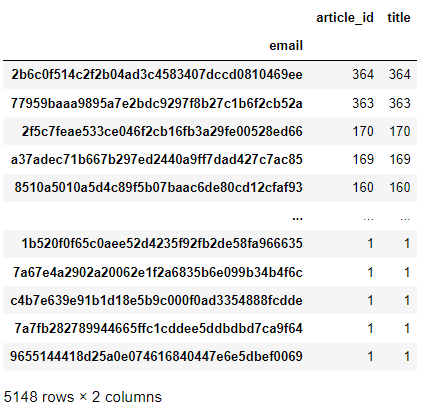 article_id title
email
2b6c0f514c2f2b04ad3c4583407dccd0810469ee 364 364
77959baaa9895a7e2bdc9297f8b27c1b6f2cb52a 363 363
2f5c7feae533ce046f2cb16fb3a29fe00528ed66 170 170
a37adec71b667b297ed2440a9ff7dad427c7ac85 169 169
8510a5010a5d4c89f5b07baac6de80cd12cfaf93 160 160
... ... ...
1b520f0f65c0aee52d4235f92fb2de58fa966635 1 1
7a67e4a2902a20062e1f2a6835b6e099b34b4f6c 1 1
c4b7e639e91b1d18e5b9c000f0ad3354888fcdde 1 1
7a7fb282789944665ffc1cddee5ddbdbd7ca9f64 1 1
9655144418d25a0e074616840447e6e5dbef0069 1 1
5148 rows × 2 columns